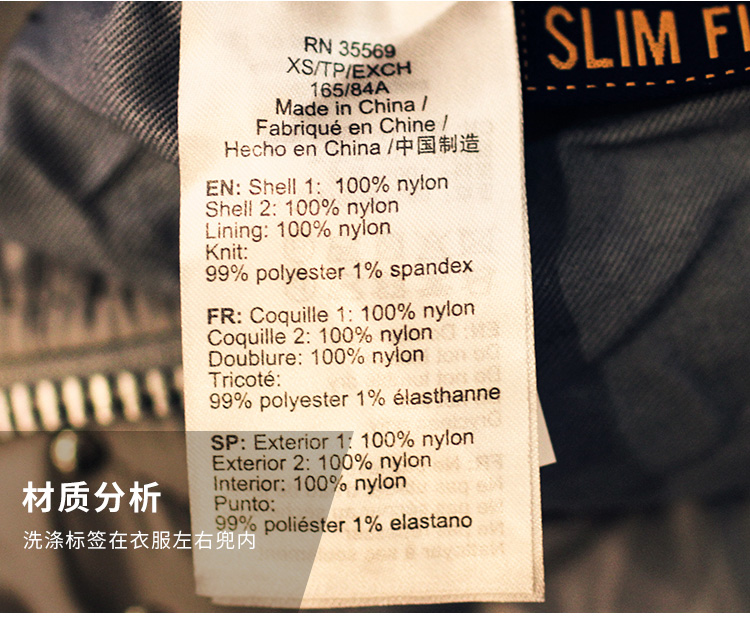 SLIM FI
RN 35569
XS/TP/EXCH
165/84A
Made in China /
Fabriqué en Chine /
Hecho en China /中国制造
EN: Shell 1: 100% nylon
Shell 2: 100% nylon
Lining: 100% nylon
Knit:
99% polyester 1% spandex
FR: Coquille 1: 100% nylon
Coquille 2: 100% nylon
Doublure: 100% nylon
Tricoté:
99% polyester 1% élasthanne
SP: Exterior 1: 100% nylon
Exterior 2: 100% nylon
Interior: 100% nylon
Punto:
99% poliéster 1% elastano
材质分析
洗涤标签在衣服左右兜内